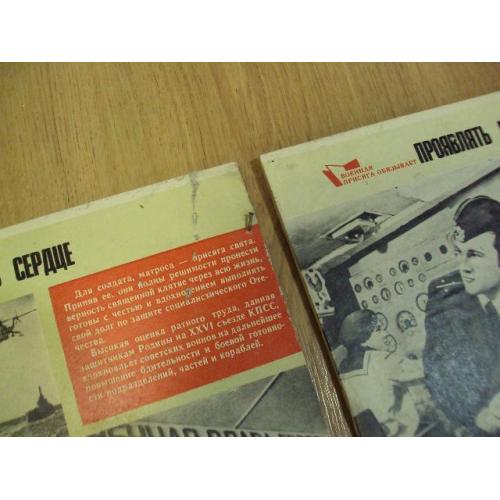 СЕРДЦЕ
Для солдата, матроса — присяга свята.
Приняв ее, они полны решимости пронести
верность священной клятве через всю жизнь,
готовы с честью и вдохновением выполнять
свой долг по защите социалистического Оте-
чества.
Высокая оценка ратного труда, данная
защитникам Родины на XXVI съезде КПСС,
вдохновляет советских воинов на дальнейшее
повышение бдительности и боевой готовно-
сти подразделений, частей и кораблей.
ВОЕННАЯ
ПРИСЯГА ОБЯЗЫВАЕТ
ПРОЯВЛЯТЬ